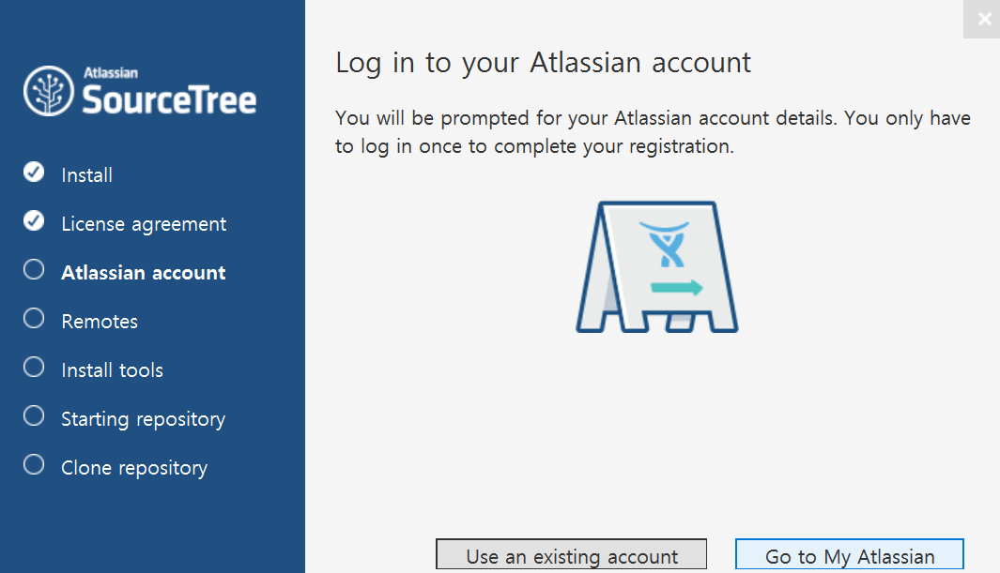 Atlassian
SourceTree
Install
License agreement
Atlassian account
Remotes
Install tools
Starting repository
Clone repository
Log in to your Atlassian account
You will be prompted for your Atlassian account details. You only have
to log in once to complete your registration.
Use an existing account
Go to My Atlassian